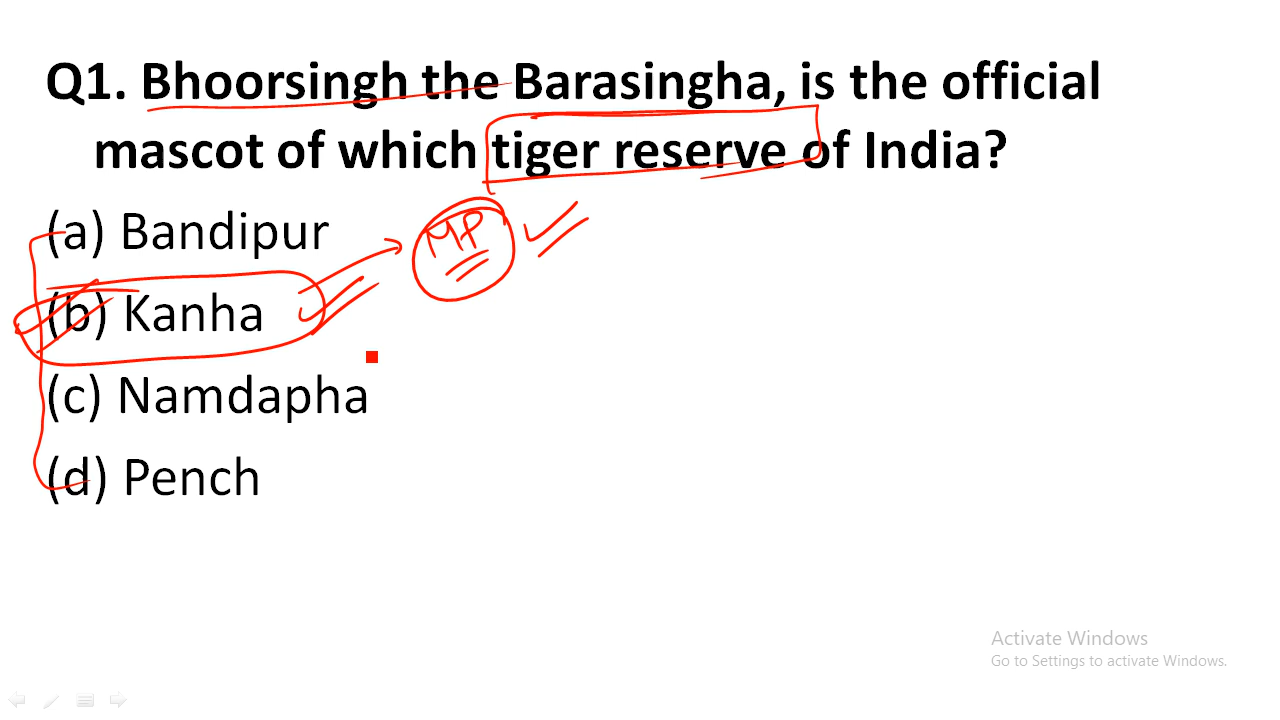 Q1. Bhoorsingh the Barasingha, is the official
mascot of which tiger reserve of India?
(a) Bandipur
MP
(b) Kanha
(c) Namdapha
(d) Pench
Activate Windows
Go to Settings to activate Windows.